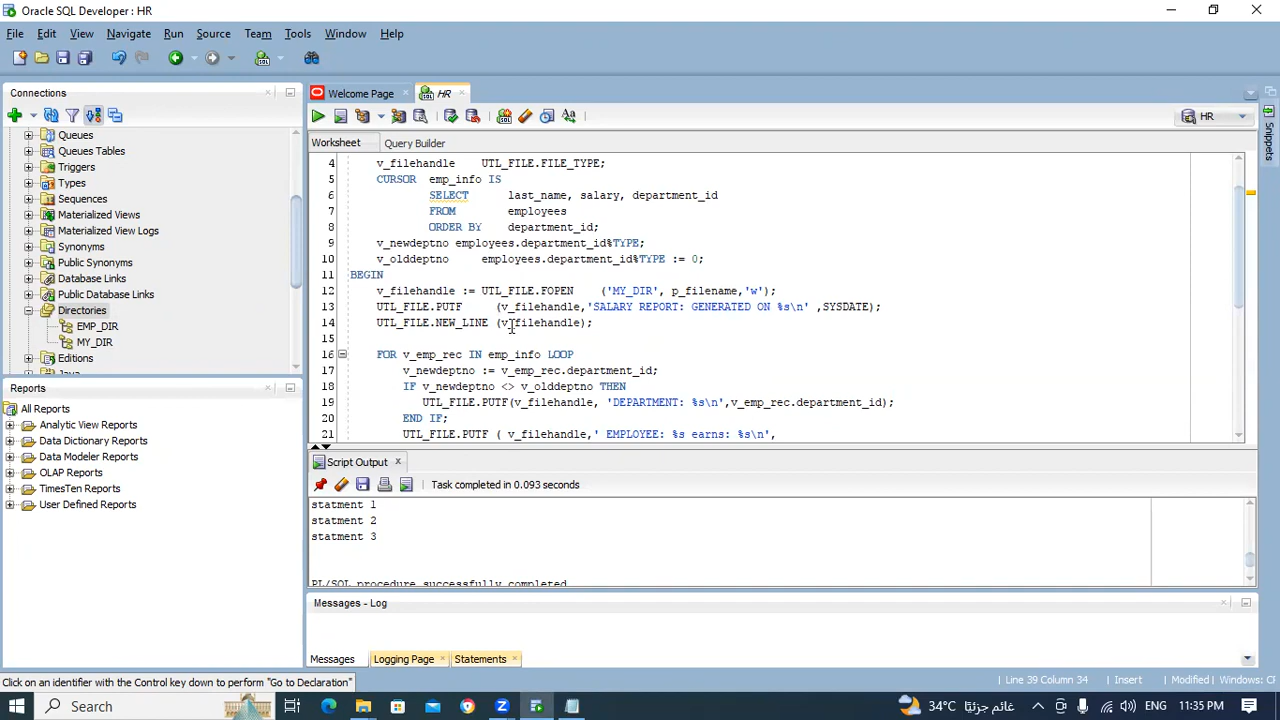 Oracle SQL Developer : HR
File Edit View Navigate Run Source Team Tools Window Help
Connections
Queues
Queues Tables
Triggers
Types
Sequences
Materialized Views
Materialized View Logs
Synonyms
Public Synonyms
Database Links
Public Database Links
Directories
EMP_DIR
MY_DIR
Editions
Java
Reports
All Reports
Analytic View Reports
Data Dictionary Reports
Data Modeler Reports
OLAP Reports
TimesTen Reports
User Defined Reports
Welcome Page
HR
HR
Snippets
Worksheet Query Builder
4 v_filehandle UTL_FILE.FILE_TYPE;
5 CURSOR emp_info IS
6 SELECT last_name, salary, department_id
7 FROM employees
8 ORDER BY department_id;
9 v_newdeptno employees.department_id%TYPE;
10 v_olddeptno employees.department_id%TYPE := 0;
11 BEGIN
12 v_filehandle := UTL_FILE.FOPEN ('MY_DIR', p_filename,'w');
13 UTL_FILE.PUTF (v_filehandle,'SALARY REPORT: GENERATED ON %s\n' ,SYSDATE);
14 UTL_FILE.NEW_LINE (v_filehandle);
15
16 FOR v_emp_rec IN emp_info LOOP
17 v_newdeptno := v_emp_rec.department_id;
18 IF v_newdeptno <> v_olddeptno THEN
19 UTL_FILE.PUTF(v_filehandle, 'DEPARTMENT: %s\n',v_emp_rec.department_id);
20 END IF;
21 UTL_FILE.PUTF ( v_filehandle,' EMPLOYEE: %s earns: %s\n',
Script Output
Task completed in 0.093 seconds
statment 1
statment 2
statment 3
PL/SQL procedure successfully completed
Messages - Log
Messages Logging Page Statements
Click on an identifier with the Control key down to perform "Go to Declaration"
Line 39 Column 34 Insert Modified Windows: CF
Search
34°C غائم جزئيًا ENG 11:35 PM